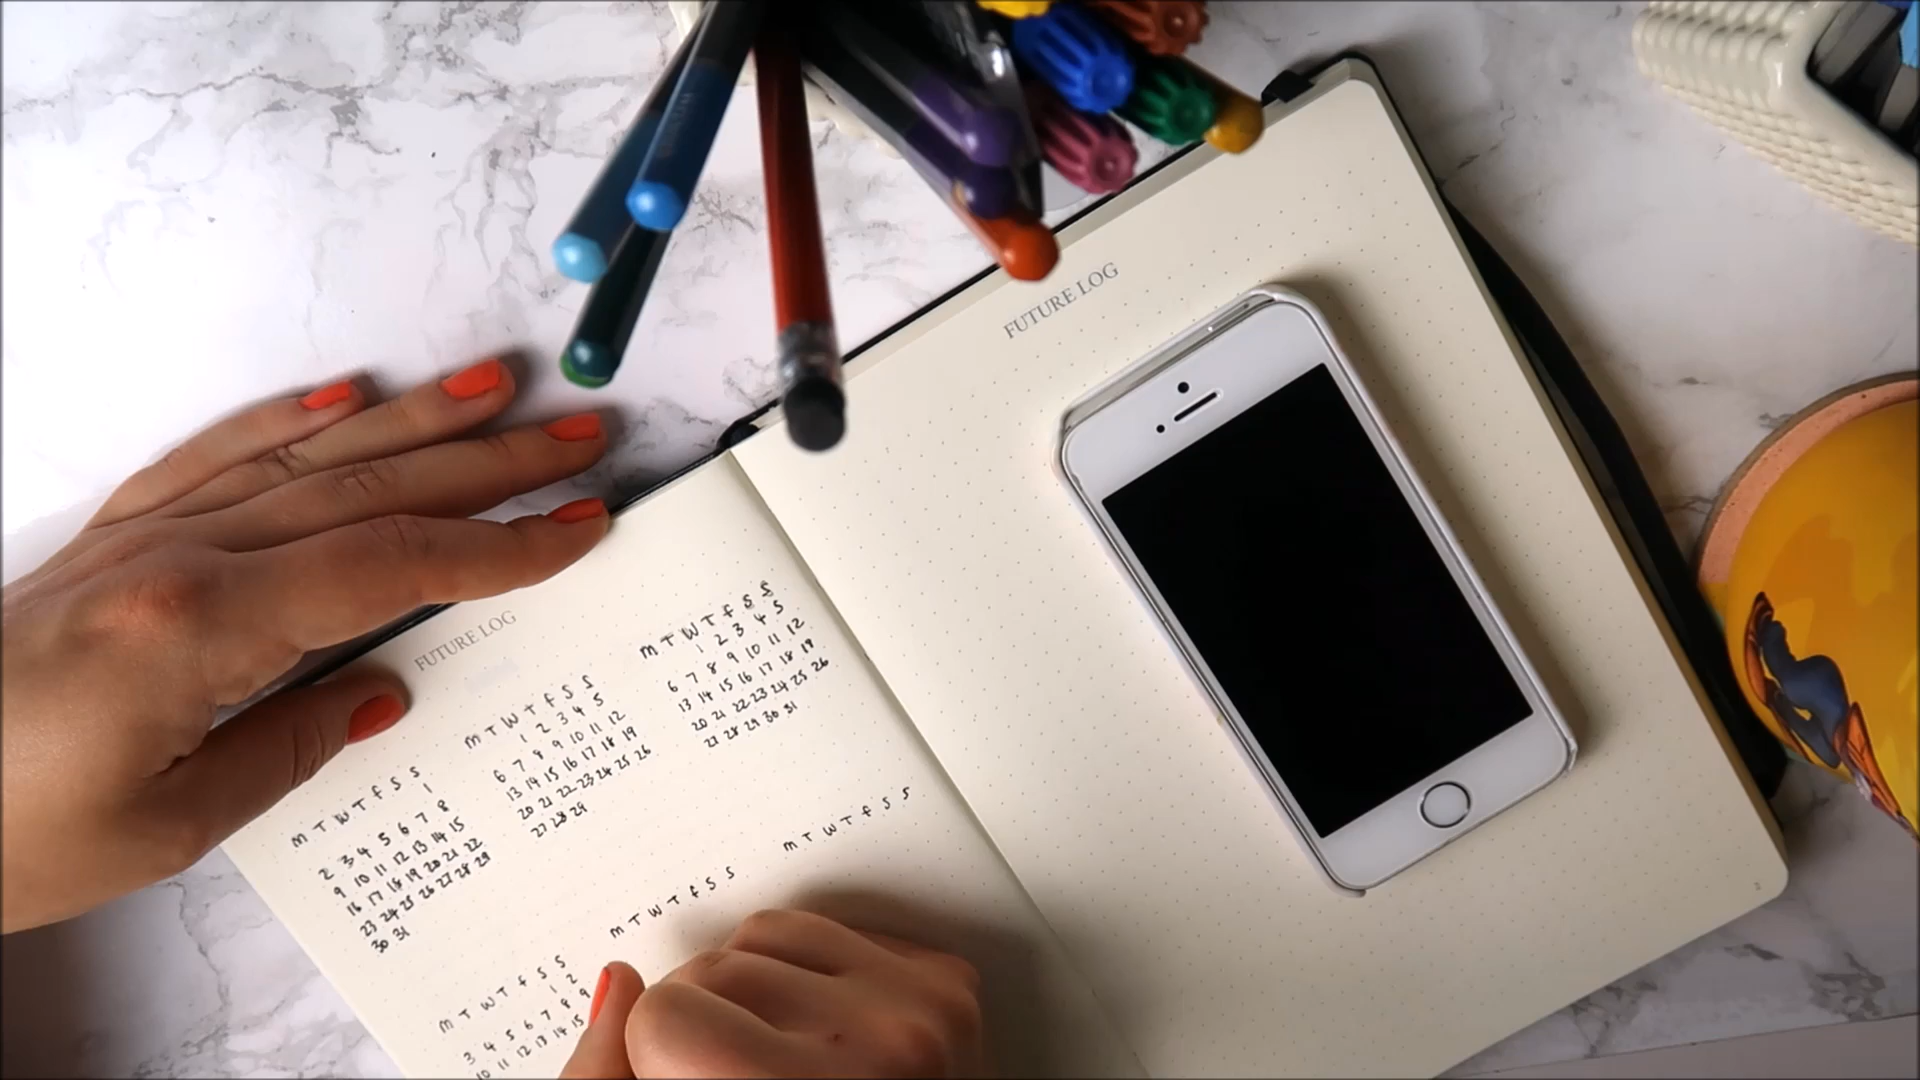 FUTURE LOG
M T W T F S S
1
2 3 4 5 6 7 8
9 10 11 12 13 14 15
16 17 18 19 20 21 22
23 24 25 26 27 28 29
30 31
M T W T F S S
1 2 3 4 5
6 7 8 9 10 11 12
13 14 15 16 17 18 19
20 21 22 23 24 25 26
27 28 29
M T W T F S S
1 2 3 4 5
6 7 8 9 10 11 12
13 14 15 16 17 18 19
20 21 22 23 24 25 26
27 28 29 30 31
M T W T F S S
1 2
3 4 5 6 7 8 9
10 11 12 13 14 15
M T W T F S S
M T W T F S S
FUTURE LOG